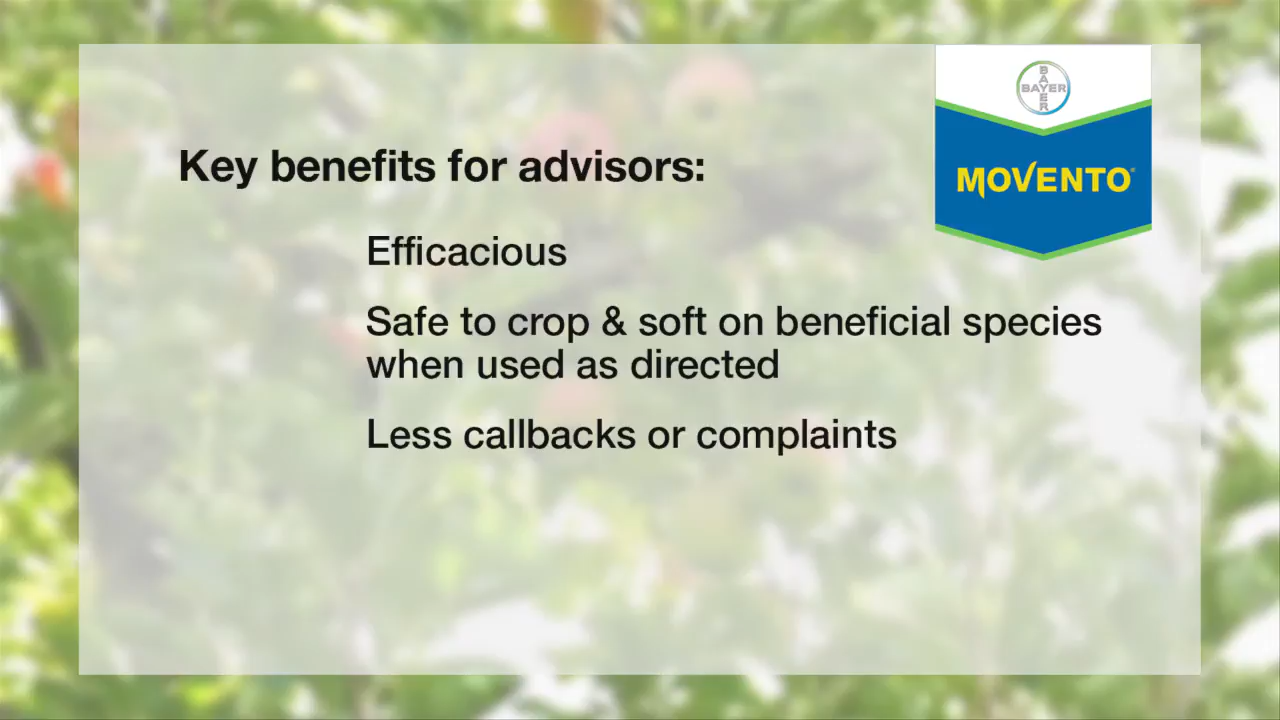 BAYER
BAYER
MOVENTO®
Key benefits for advisors:
Efficacious
Safe to crop & soft on beneficial species
when used as directed
Less callbacks or complaints